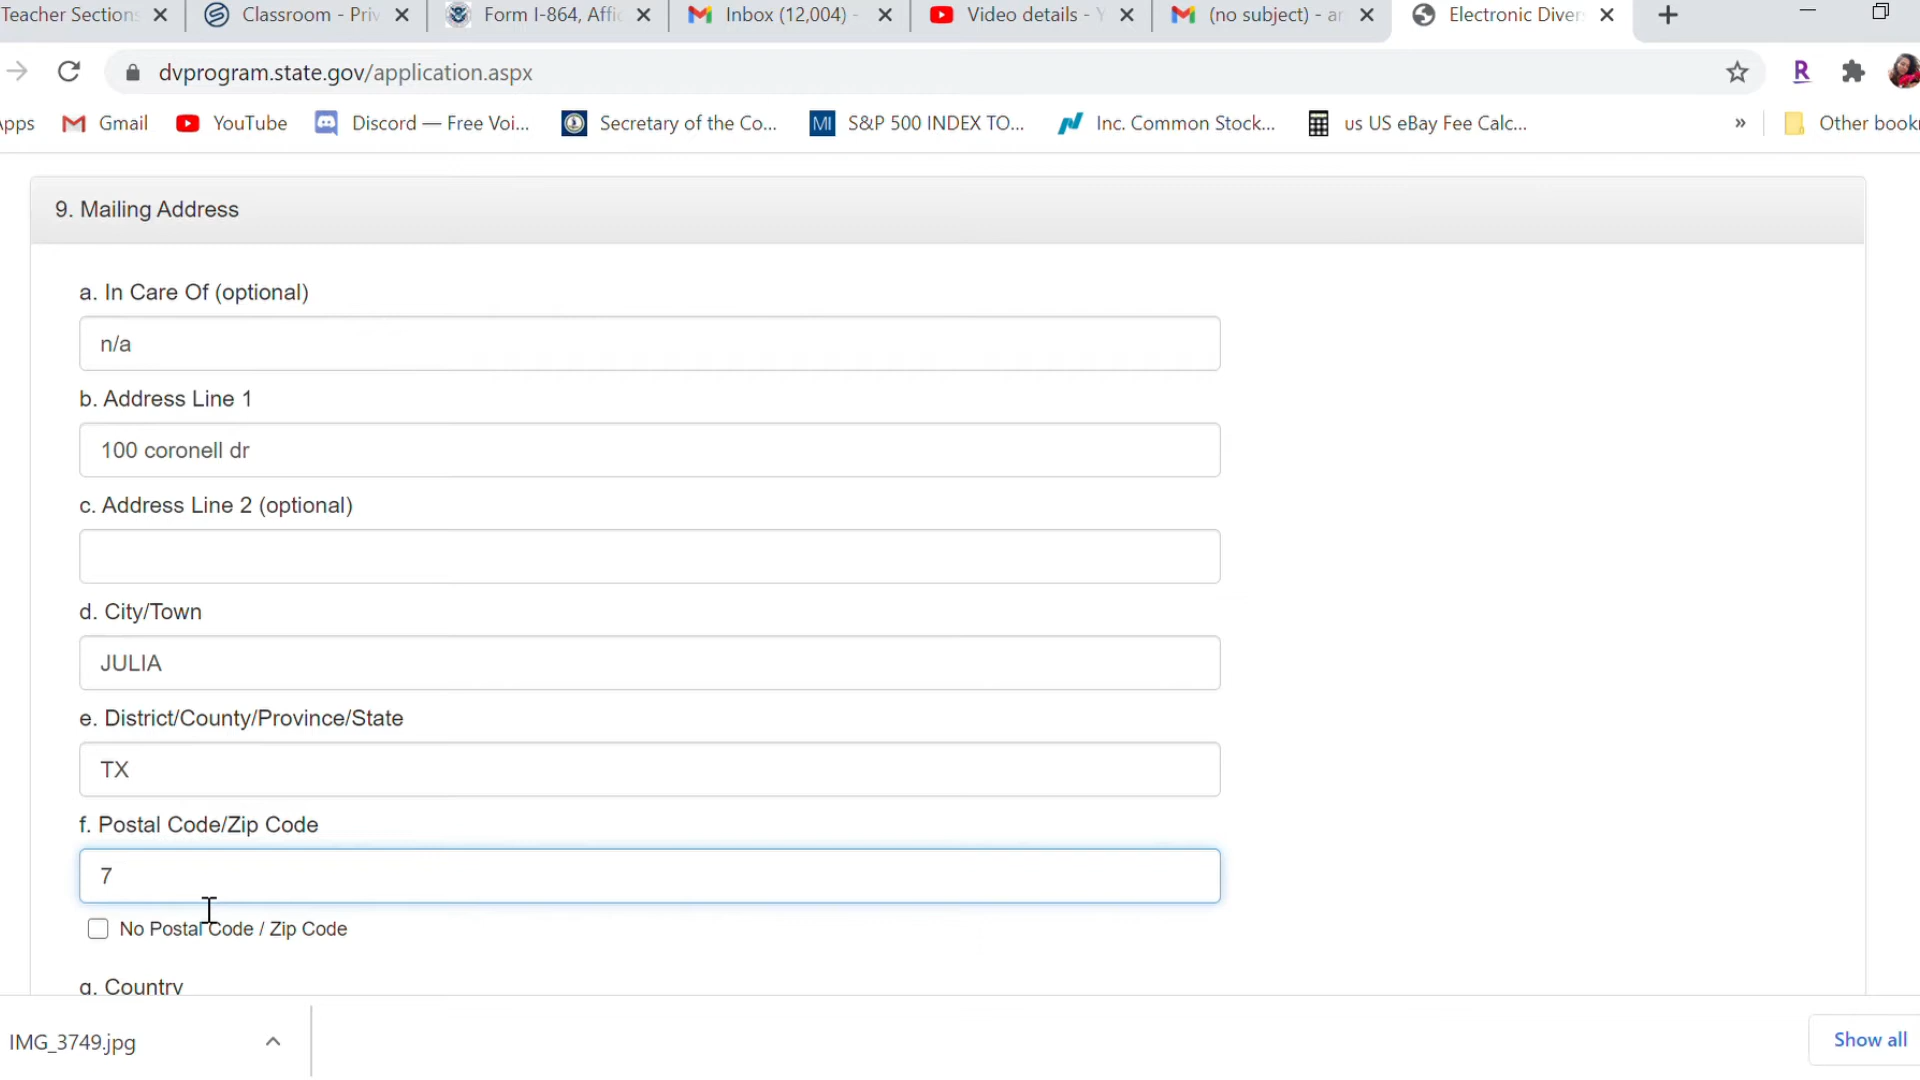 Teacher Sections
Classroom - Priv
Form I-864, Affi
Inbox (12,004) -
Video details - Y
(no subject) - ar
Electronic Diver
dvprogram.state.gov/application.aspx
R
Apps
Gmail
YouTube
Discord — Free Voi...
Secretary of the Co...
MI
S&P 500 INDEX TO...
Inc. Common Stock...
us US eBay Fee Calc...
»
Other book
9. Mailing Address
a. In Care Of (optional)
n/a
b. Address Line 1
100 coronell dr
c. Address Line 2 (optional)
d. City/Town
JULIA
e. District/County/Province/State
TX
f. Postal Code/Zip Code
7
No Postal Code / Zip Code
g. Country
IMG_3749.jpg
Show all